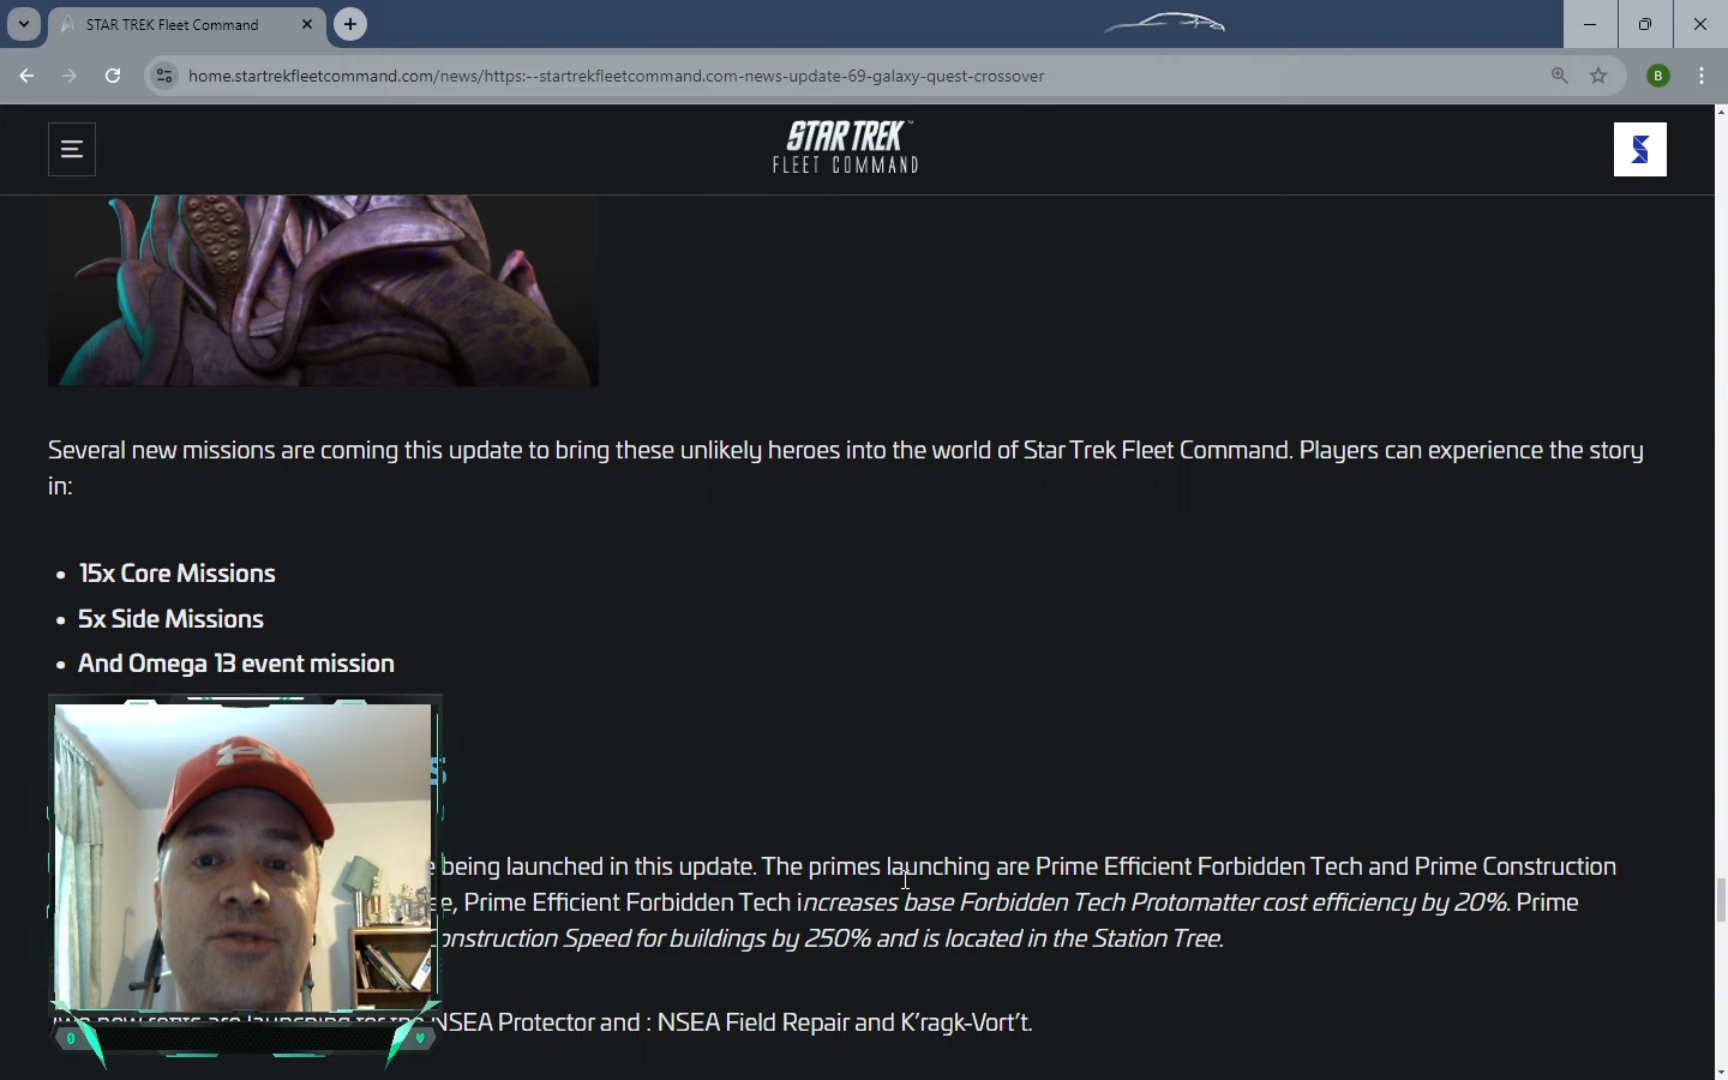 STAR TREK Fleet Command
home.startrekfleetcommand.com/news/https:--startrekfleetcommand.com-news-update-69-galaxy-quest-crossover
B
STAR TREK™
FLEET COMMAND
Several new missions are coming this update to bring these unlikely heroes into the world of Star Trek Fleet Command. Players can experience the story
in:
• 15x Core Missions
• 5x Side Missions
• And Omega 13 event mission
being launched in this update. The primes launching are Prime Efficient Forbidden Tech and Prime Construction
Prime Efficient Forbidden Tech increases base Forbidden Tech Protomatter cost efficiency by 20%. Prime
Construction Speed for buildings by 250% and is located in the Station Tree.
NSEA Protector and : NSEA Field Repair and K'ragk-Vort't.
0